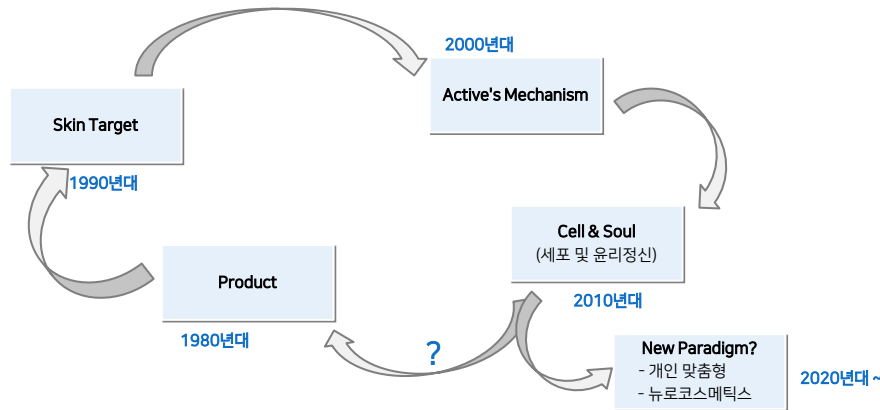 2000년대
Active's Mechanism
Skin Target
1990년대
Cell & Soul
(세포 및 윤리정신)
2010년대
Product
1980년대
?
New Paradigm?
- 개인 맞춤형
- 뉴로코스메틱스
2020년대 ~